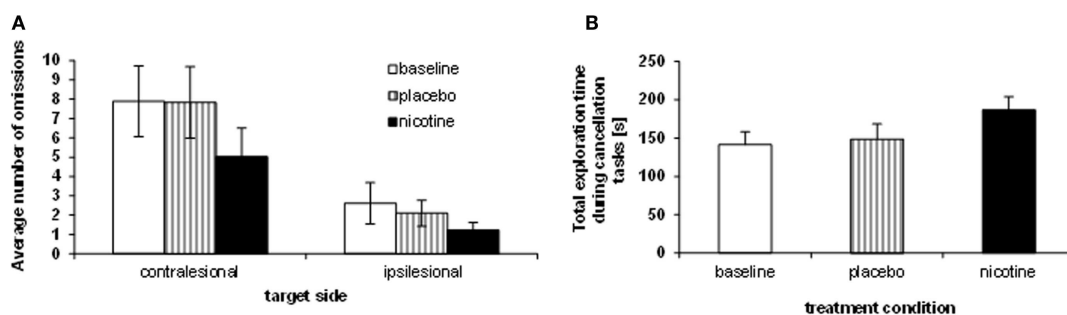 A
Average number of omissions
10
9
8
7
6
5
4
3
2
1
0
baseline
placebo
nicotine
contralesional
ipsilesional
target side
B
Total exploration time
during cancellation
tasks [s]
250
200
150
100
50
0
baseline
placebo
nicotine
treatment condition